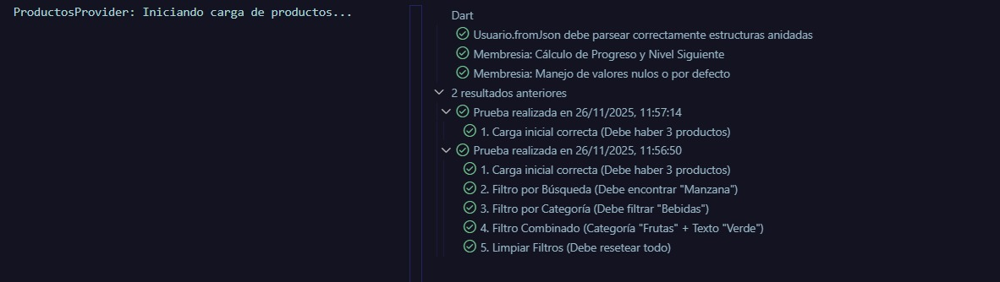 ProductosProvider: Iniciando carga de productos...
Dart
Usuario.fromJson debe parsear correctamente estructuras anidadas
Membresia: Cálculo de Progreso y Nivel Siguiente
Membresia: Manejo de valores nulos o por defecto
2 resultados anteriores
Prueba realizada en 26/11/2025, 11:57:14
1. Carga inicial correcta (Debe haber 3 productos)
Prueba realizada en 26/11/2025, 11:56:50
1. Carga inicial correcta (Debe haber 3 productos)
2. Filtro por Búsqueda (Debe encontrar "Manzana")
3. Filtro por Categoría (Debe filtrar "Bebidas")
4. Filtro Combinado (Categoría "Frutas" + Texto "Verde")
5. Limpiar Filtros (Debe resetear todo)